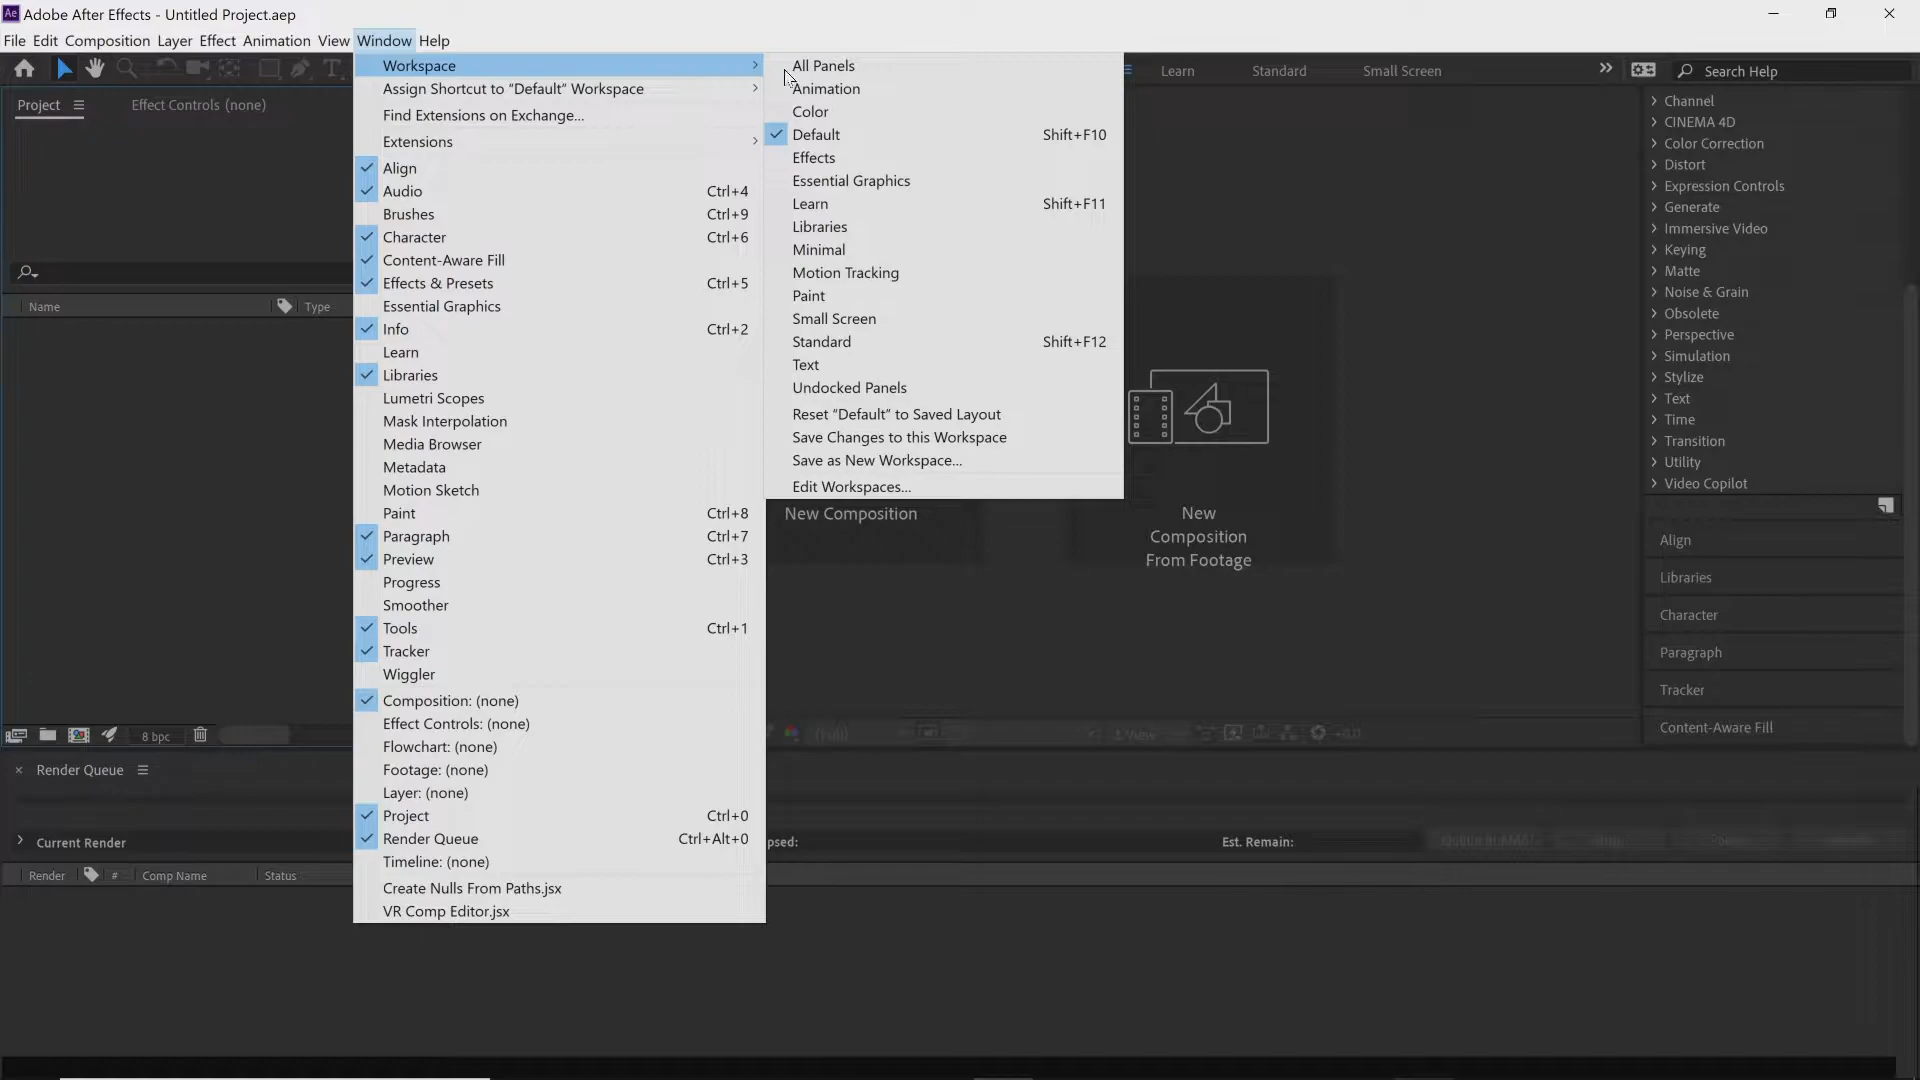 Ae Adobe After Effects - Untitled Project.aep
File Edit Composition Layer Effect Animation View Window Help
Learn
Standard
Small Screen
Search Help
Project
Effect Controls (none)
Name
Type
8 bpc
Workspace
Assign Shortcut to “Default” Workspace
Find Extensions on Exchange...
Extensions
Align
Audio Ctrl+4
Brushes Ctrl+9
Character Ctrl+6
Content-Aware Fill
Effects & Presets Ctrl+5
Essential Graphics
Info Ctrl+2
Learn
Libraries
Lumetri Scopes
Mask Interpolation
Media Browser
Metadata
Motion Sketch
Paint Ctrl+8
Paragraph Ctrl+7
Preview Ctrl+3
Progress
Smoother
Tools Ctrl+1
Tracker
Wiggler
Composition: (none)
Effect Controls: (none)
Flowchart: (none)
Footage: (none)
Layer: (none)
Project Ctrl+0
Render Queue Ctrl+Alt+0
Timeline: (none)
Create Nulls From Paths.jsx
VR Comp Editor.jsx
All Panels
Animation
Color
Default Shift+F10
Effects
Essential Graphics
Learn Shift+F11
Libraries
Minimal
Motion Tracking
Paint
Small Screen
Standard Shift+F12
Text
Undocked Panels
Reset “Default” to Saved Layout
Save Changes to this Workspace
Save as New Workspace...
Edit Workspaces...
New Composition
New
Composition
From Footage
Channel
CINEMA 4D
Color Correction
Distort
Expression Controls
Generate
Immersive Video
Keying
Matte
Noise & Grain
Obsolete
Perspective
Simulation
Stylize
Text
Time
Transition
Utility
Video Copilot
Align
Libraries
Character
Paragraph
Tracker
Content-Aware Fill
Render Queue
Current Render
psed:
Est. Remain:
Render
#
Comp Name
Status